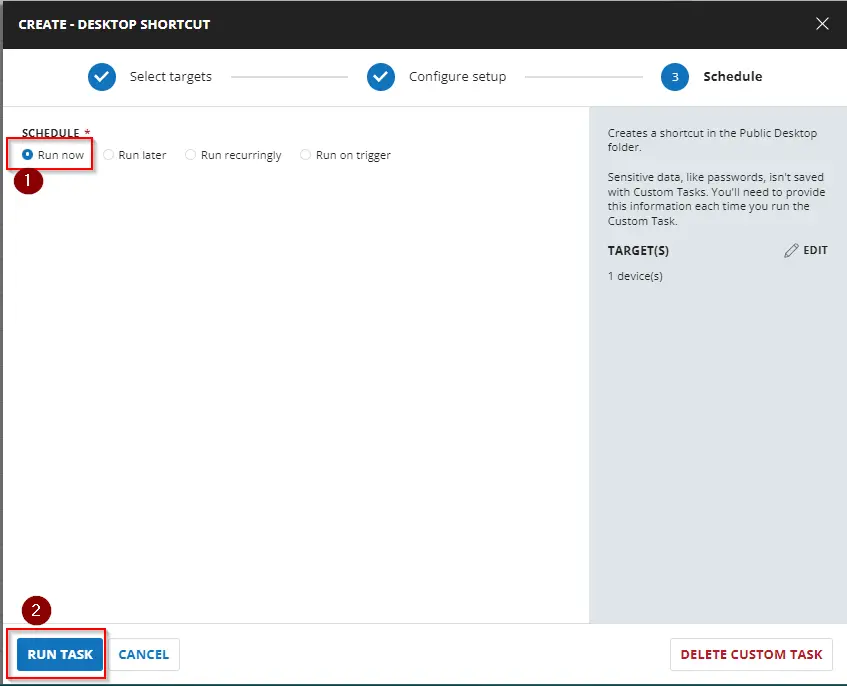 CREATE - DESKTOP SHORTCUT
Select targets
Configure setup
3
Schedule
SCHEDULE *
Run now
Run later
Run recurringly
Run on trigger
1
Creates a shortcut in the Public Desktop
folder.
Sensitive data, like passwords, isn't saved
with Custom Tasks. You'll need to provide
this information each time you run the
Custom Task.
TARGET(S)
EDIT
1 device(s)
2
RUN TASK
CANCEL
DELETE CUSTOM TASK